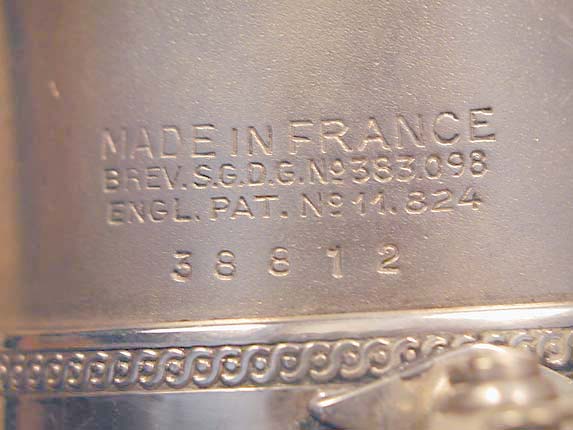 MADE IN FRANCE
BREV. S.G.D.G. No 383.098
ENGL. PAT. No 11.824
38812